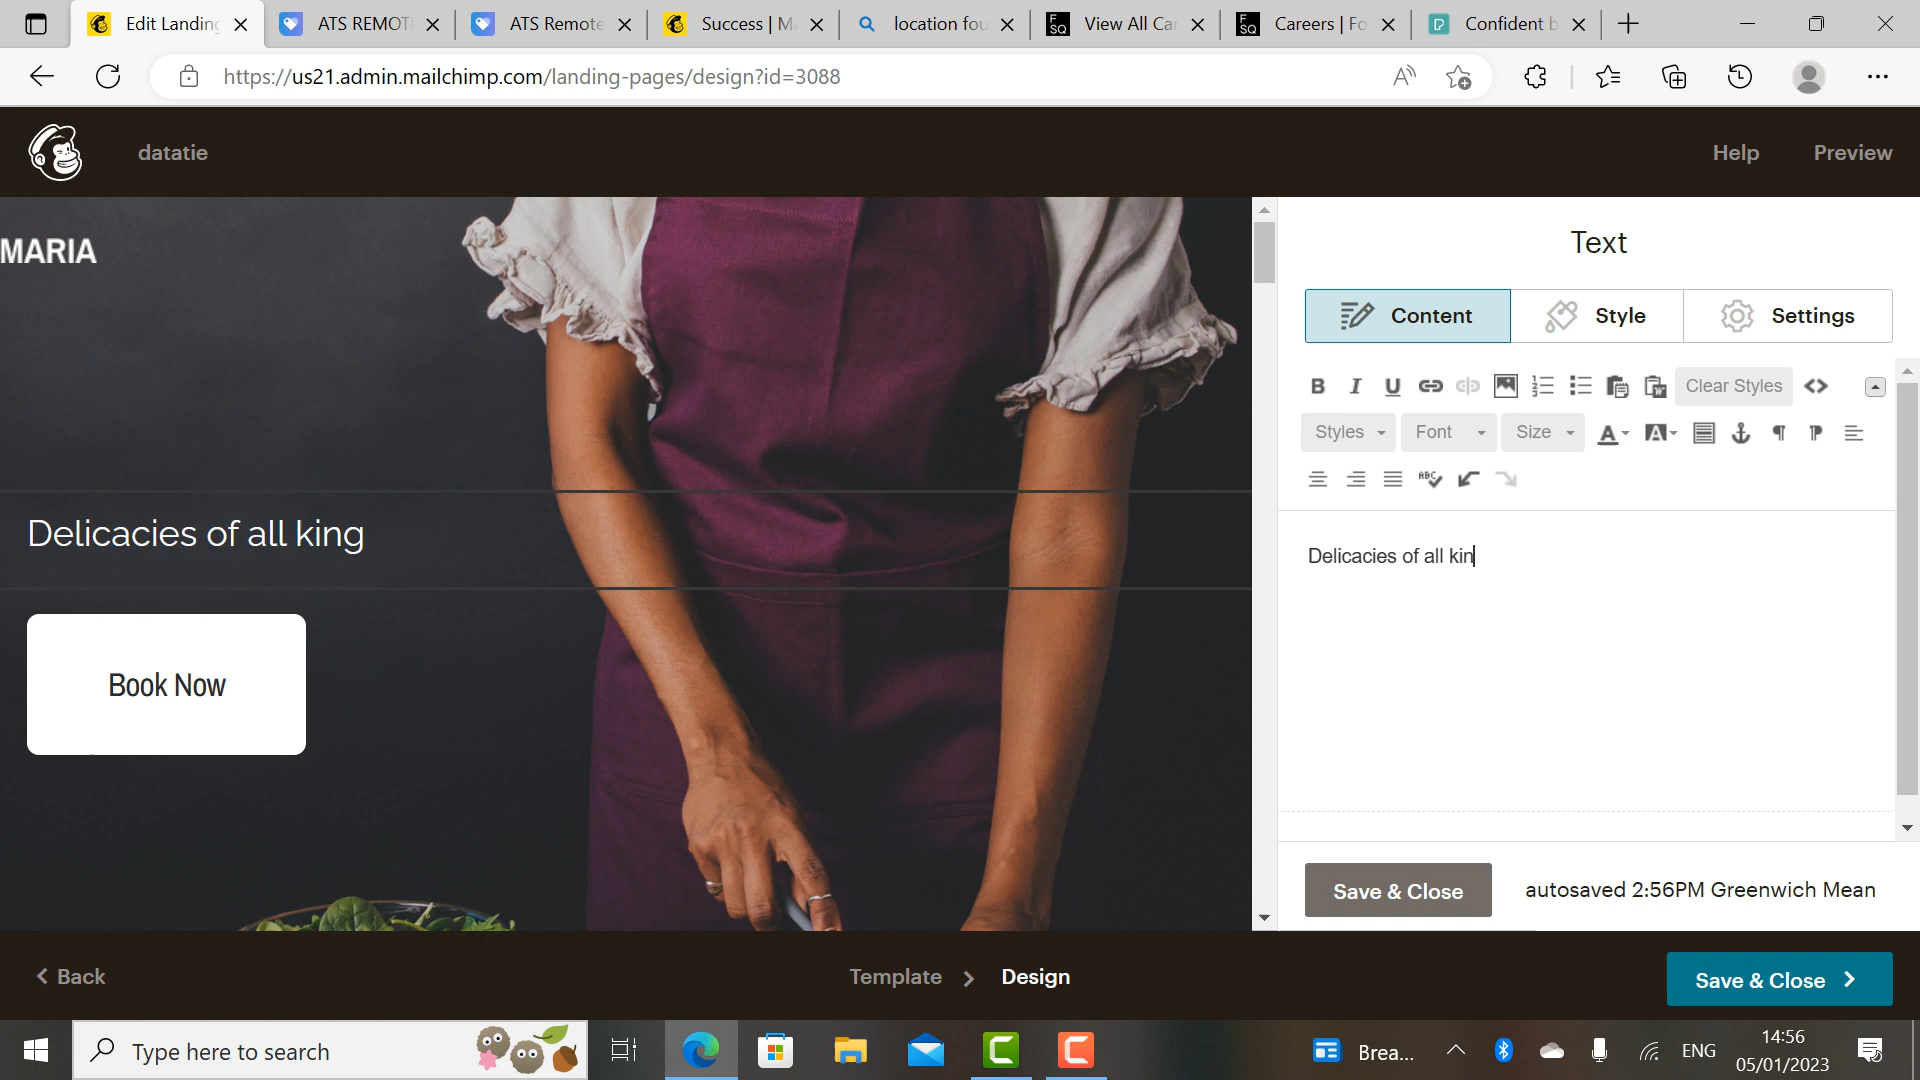 Edit Landing
ATS REMOT
ATS Remote
Success | M
location fou
View All Car
Careers | Fo
Confident b
https://us21.admin.mailchimp.com/landing-pages/design?id=3088
datatie
Help
Preview
MARIA
Delicacies of all king
Book Now
Text
Content
Style
Settings
B I U
Clear Styles
Styles
Font
Size
ABC
Delicacies of all kin
Save & Close
autosaved 2:56PM Greenwich Mean
Back
Template
Design
Save & Close
Type here to search
Brea...
ENG
14:56
05/01/2023